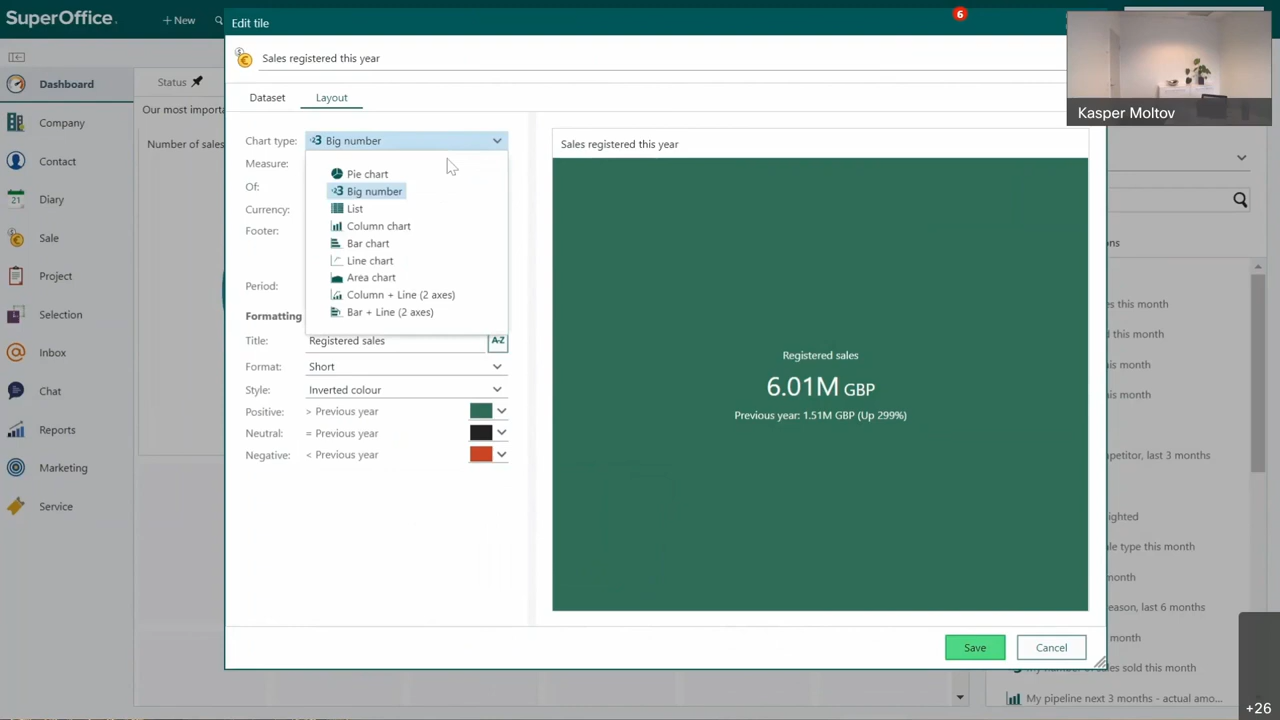 SuperOffice.
+ New
Edit tile
6
Sales registered this year
Kasper Moltov
Dataset
Layout
Dashboard
Company
Contact
21
Diary
Sale
Project
Selection
Inbox
Chat
Reports
Marketing
Service
Status
Our most importa
Number of sales
Chart type:
Big number
Measure:
Of:
Currency:
Footer:
Period:
Pie chart
Big number
List
Column chart
Bar chart
Line chart
Area chart
Column + Line (2 axes)
Bar + Line (2 axes)
Formatting
Title:
Registered sales
A-Z
Format:
Short
Style:
Inverted colour
Positive:
> Previous year
Neutral:
= Previous year
Negative:
< Previous year
Sales registered this year
Registered sales
6.01M GBP
Previous year: 1.51M GBP (Up 299%)
Save
Cancel
ns
es this month
d this month
e this month
e this month
petitor, last 3 months
ighted
ale type this month
month
eason, last 6 months
month
My number of sales sold this month
My pipeline next 3 months - actual amo...
+26